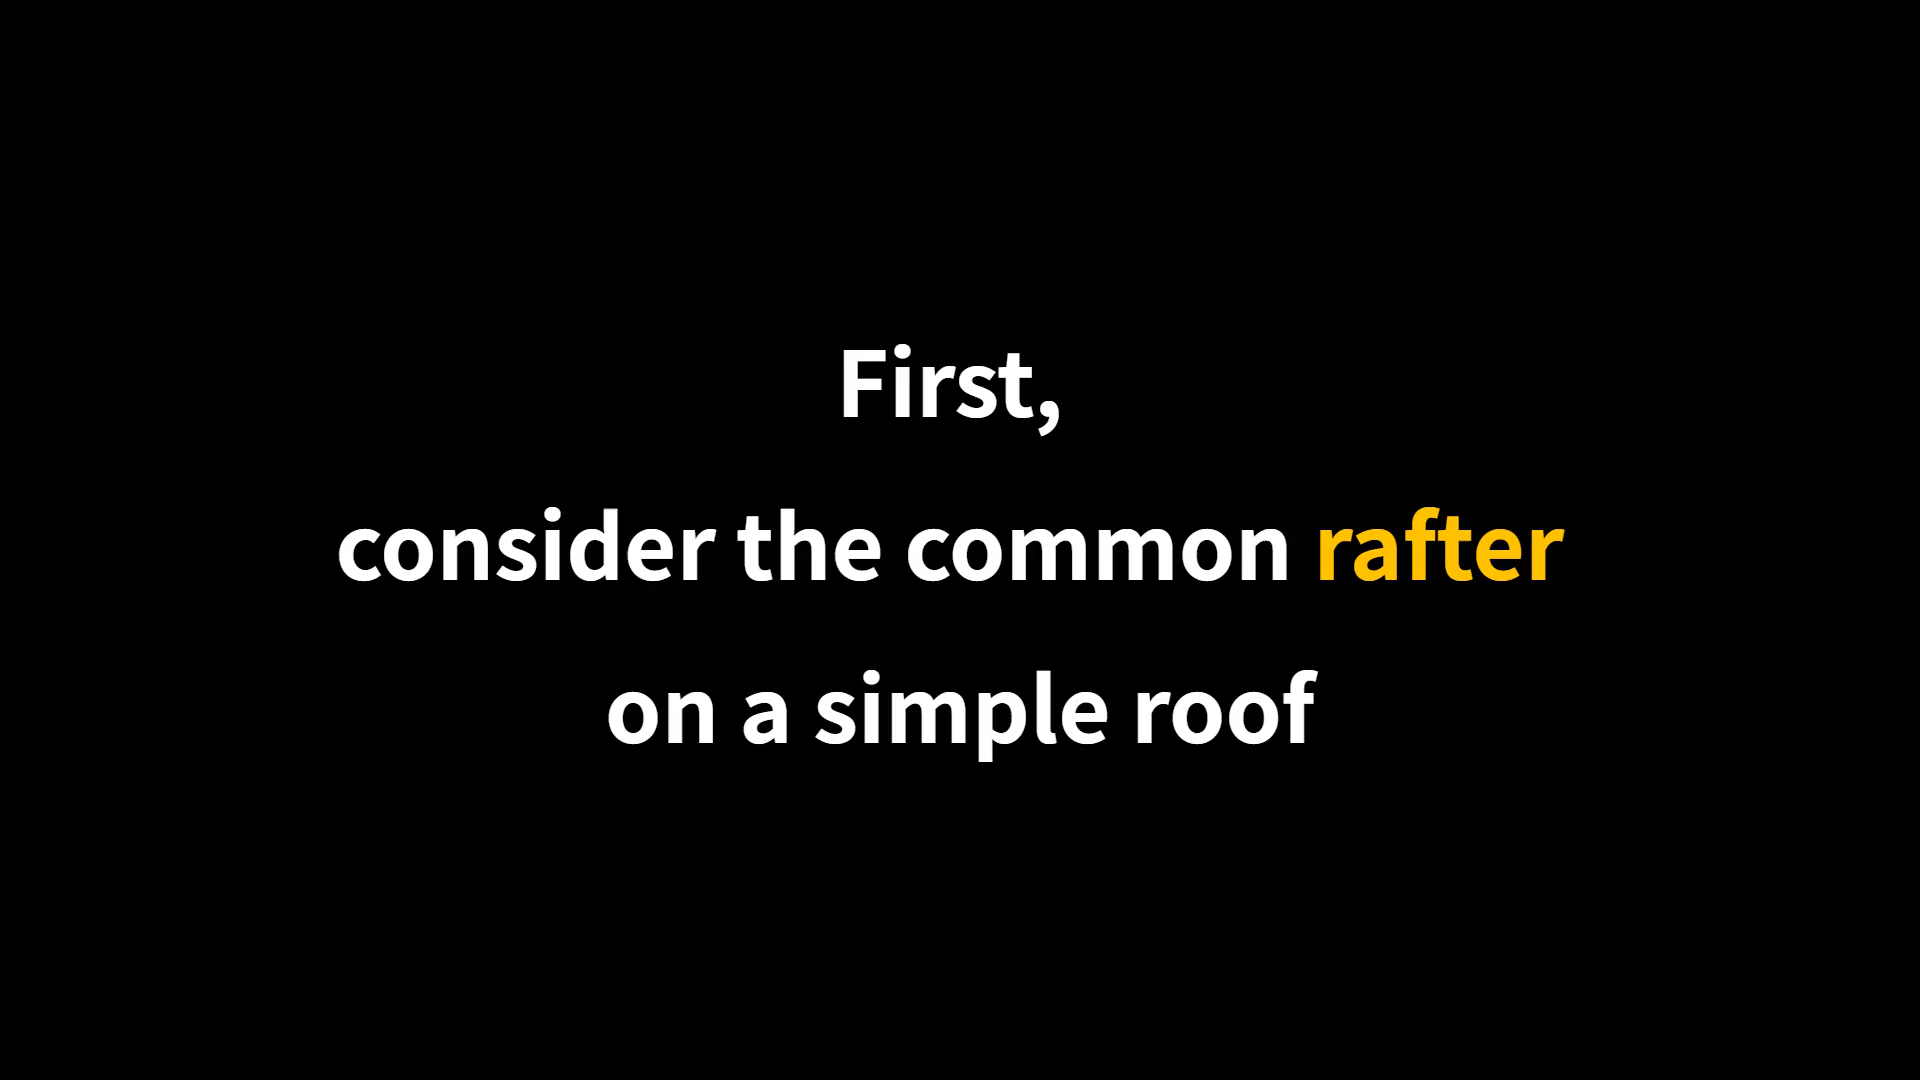 First,
consider the common rafter
on a simple roof